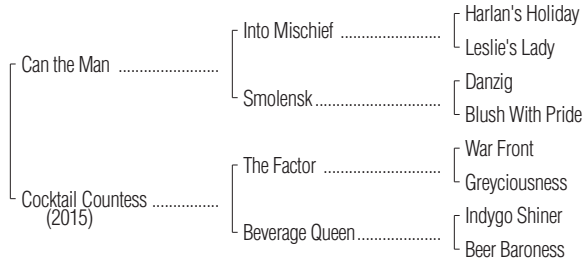 Harlan's Holiday
Into Mischief ....................
Leslie's Lady
Can the Man ....................
Danzig
Smolensk.........................
Blush With Pride
War Front
The Factor .......................
Greyciousness
Cocktail Countess .............
(2015)
Indygo Shiner
Beverage Queen.................
Beer Baroness